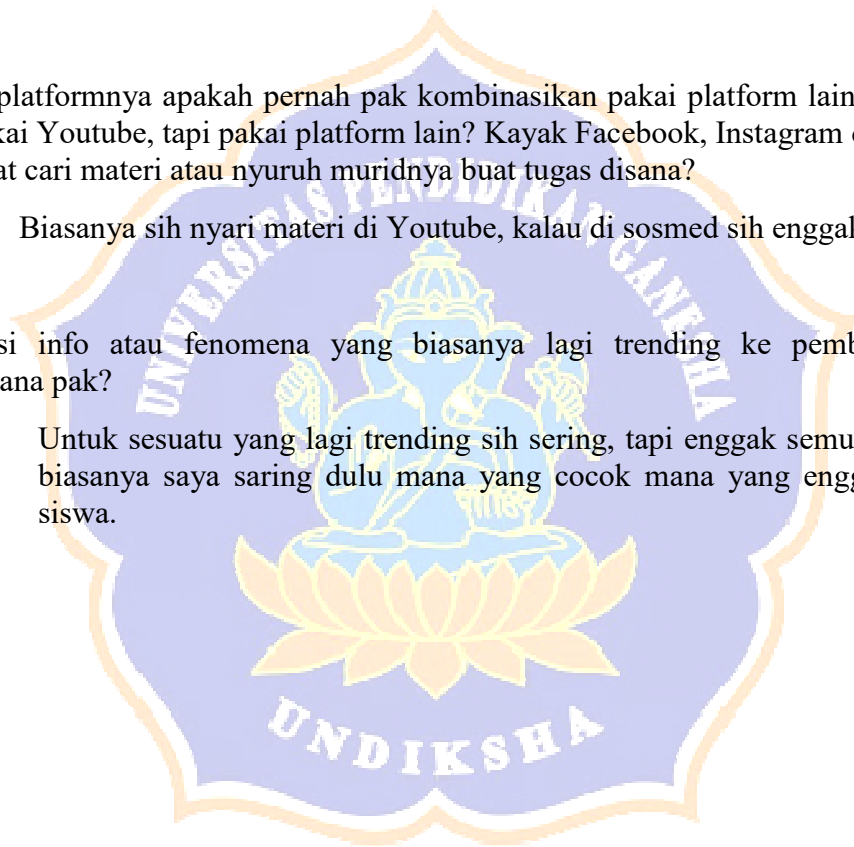 platformnya apakah pernah pak kombinasikan pakai platform lain
kai Youtube, tapi pakai platform lain? Kayak Facebook, Instagram
at cari materi atau nyuruh muridnya buat tugas disana?
Biasanya sih nyari materi di Youtube, kalau di sosmed sih enggak
si info atau fenomena yang biasanya lagi trending ke pemb
ana pak?
Untuk sesuatu yang lagi trending sih sering, tapi enggak semu
biasanya saya saring dulu mana yang cocok mana yang engg
siswa.
UNIVERSITAS PENDIDIKAN GANESHA
UNDIKSHA